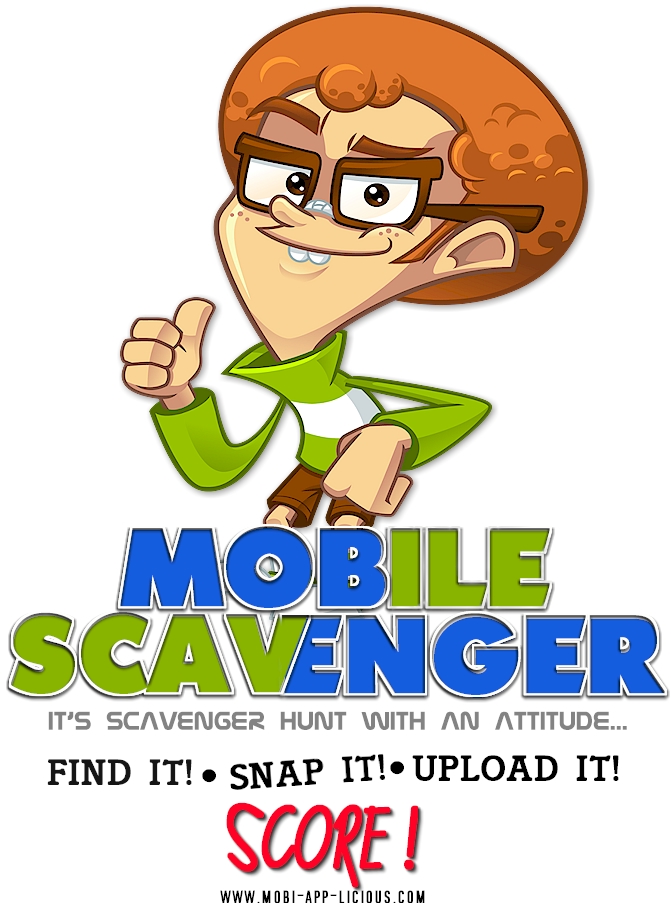 MOBILE
SCAVENGER
IT'S SCAVENGER HUNT WITH AN ATTITUDE...
FIND IT! • SNAP IT! • UPLOAD IT!
SCORE!
WWW.MOBI-APP-LICIOUS.COM